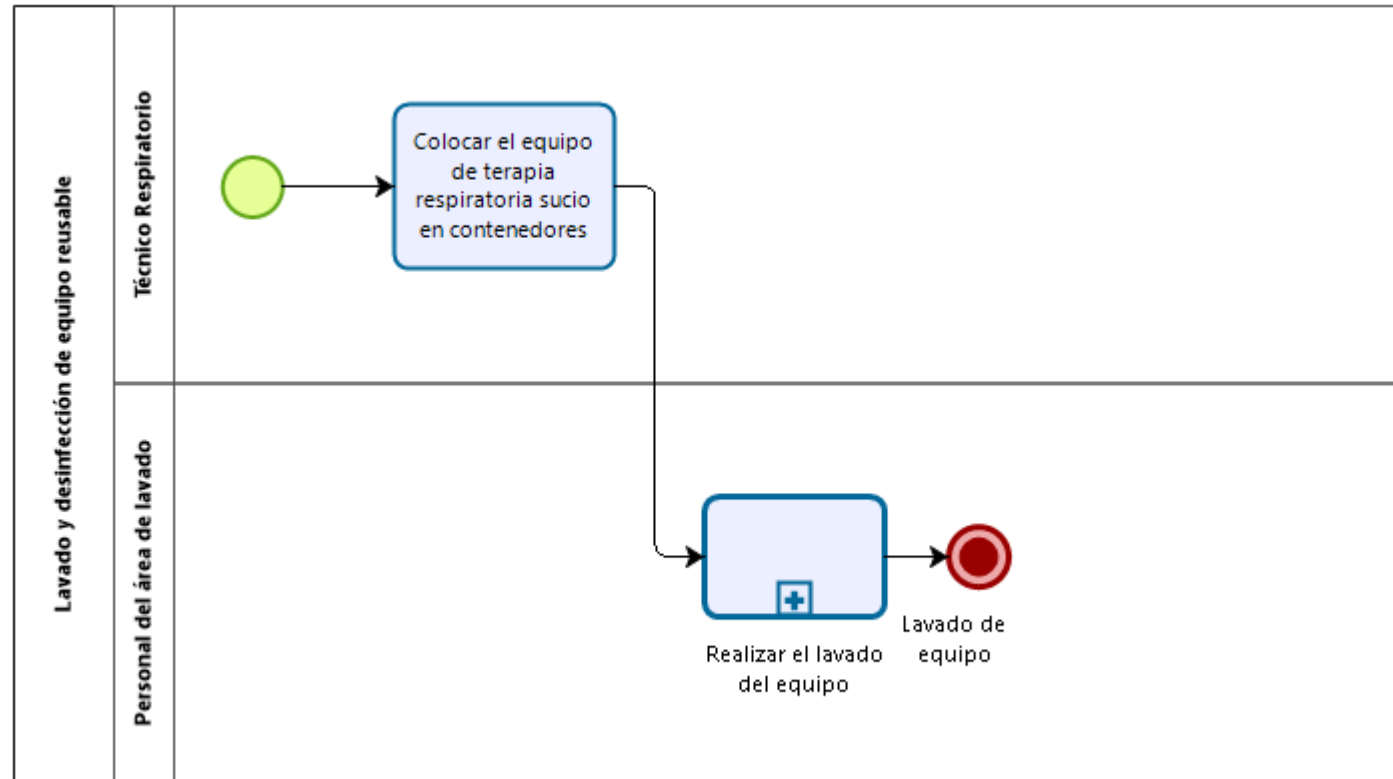 Lavado y desinfección de equipo reusable
Técnico Respiratorio
Colocar el equipo
de terapia
respiratoria sucio
en contenedores
Personal del área de lavado
Realizar el lavado
del equipo
Lavado de
equipo